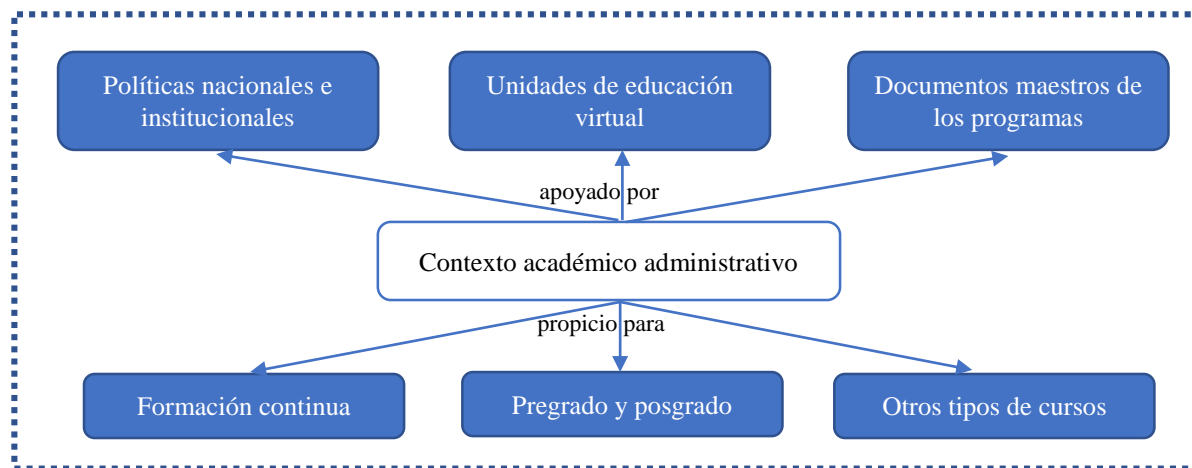 Políticas nacionales e
institucionales
Unidades de educación
virtual
Documentos maestros de
los programas
apoyado por
Contexto académico administrativo
propicio para
Formación continua
Pregrado y posgrado
Otros tipos de cursos